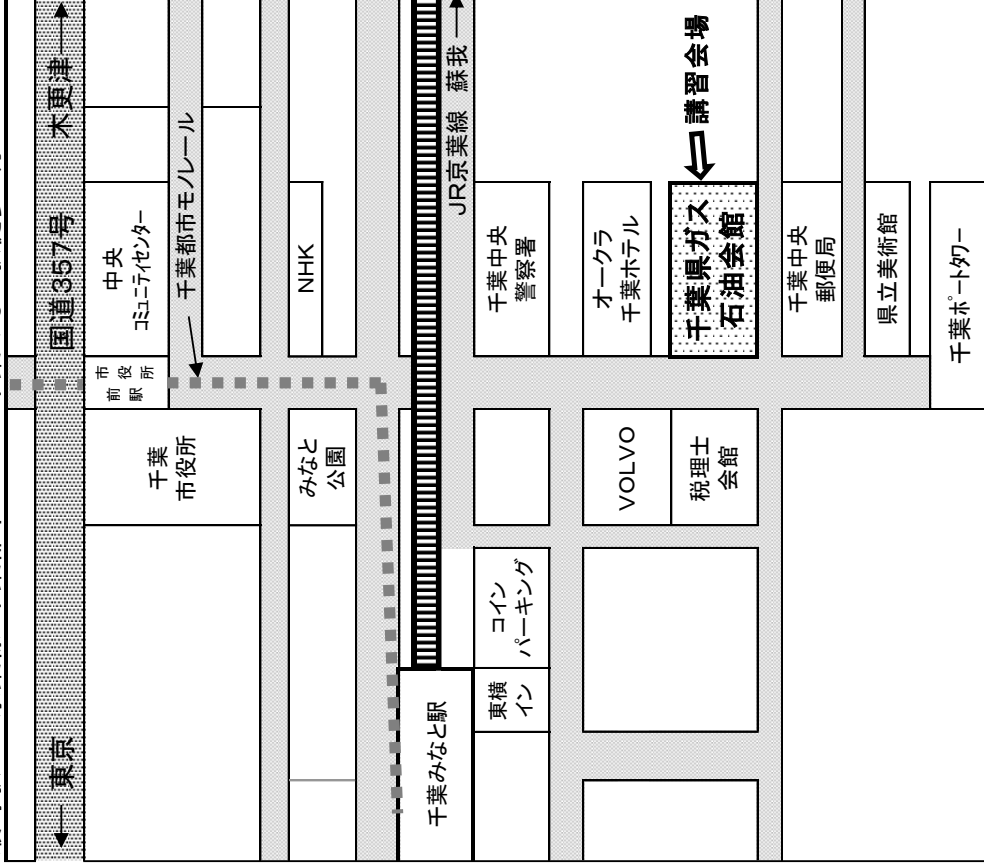 ← 東京
国道357号
木更津 →
千葉
市役所
市役所
前駅
中央
コミュニティセンター
千葉都市モノレール
みなと
公園
NHK
千葉みなと駅
JR京葉線 蘇我 →
東横
イン
コイン
パーキング
千葉中央
警察署
VOLVO
オークラ
千葉ホテル
税理士
会館
千葉県ガス
石油会館
講習会場
千葉中央
郵便局
県立美術館
千葉ポートタワー